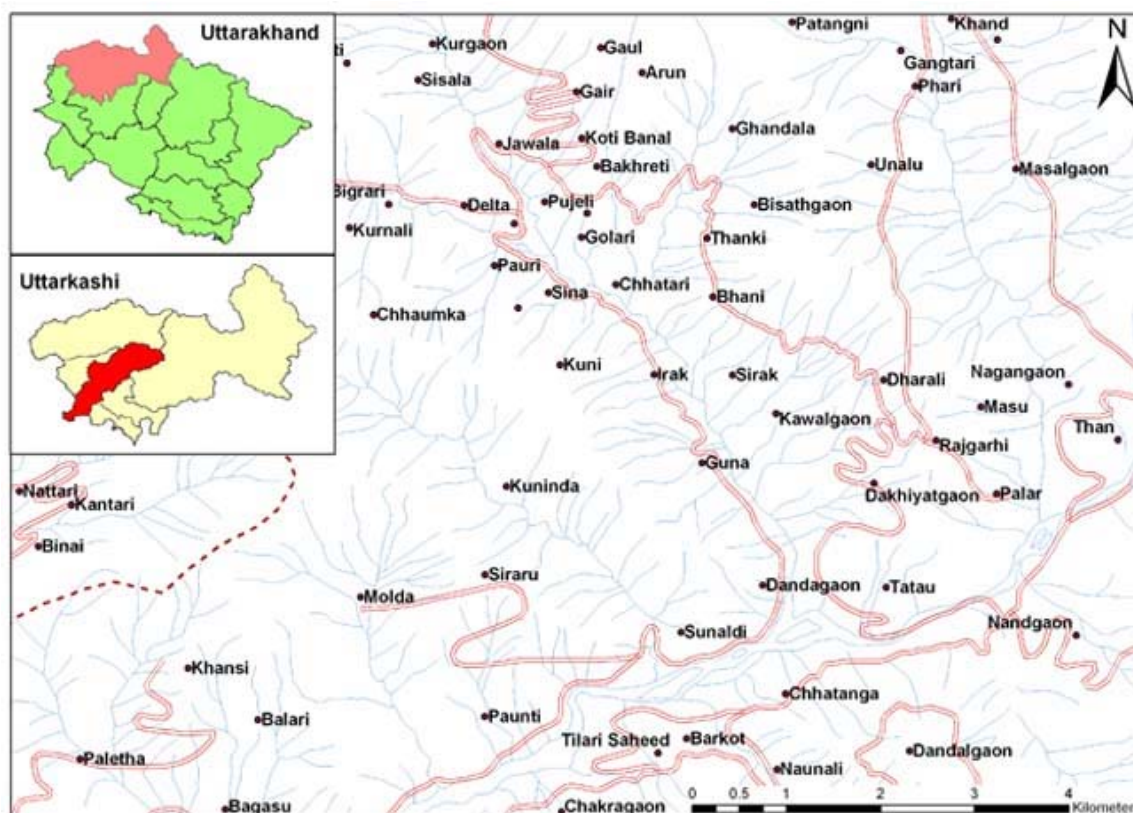 Uttarakhand
Uttarkashi
N
Patangni
Khand
Kurgaon
Gaul
Gangtari
Sisala
Arun
Gair
Phari
Jawala
Koti Banal
Ghandala
Bakhreti
Unalu
Masalgaon
Bigrari
Delta
Pujeli
Bisathgaon
Kurnali
Golari
Thanki
Pauri
Sina
Chhatari
Bhani
Chhaumka
Kuni
Irak
Sirak
Dharali
Nagangaon
Masu
Kawalgaon
Than
Rajgarhi
Guna
Nattari
Kuninda
Dakhiyatgaon
Palar
Kantari
Binai
Siraru
Molda
Dandagaon
Tatau
Sunaldi
Nandgaon
Khansi
Chhatanga
Balari
Paunti
Tilari Saheed
Barkot
Dandalgaon
Paletha
Naunali
Bagasu
Chakragaon
0 0.5 1 2 3 4
Kilometer